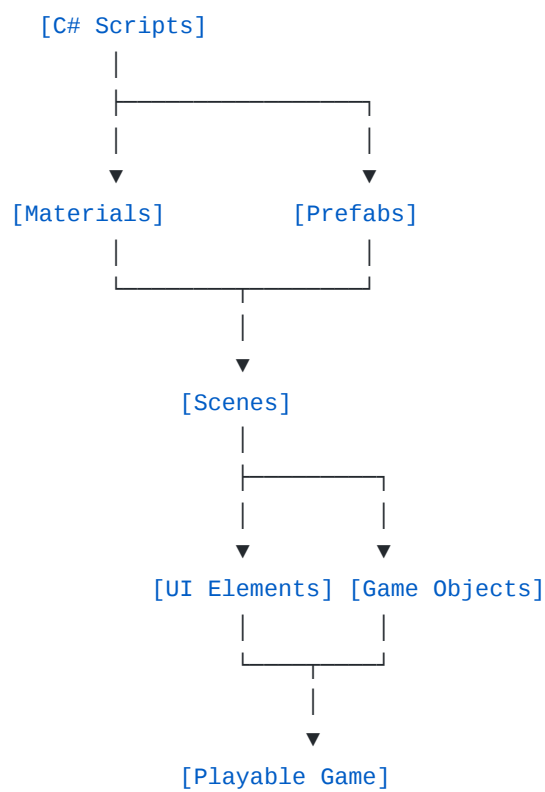 [C# Scripts]
[Materials] [Prefabs]
[Scenes]
[UI Elements] [Game Objects]
[Playable Game]